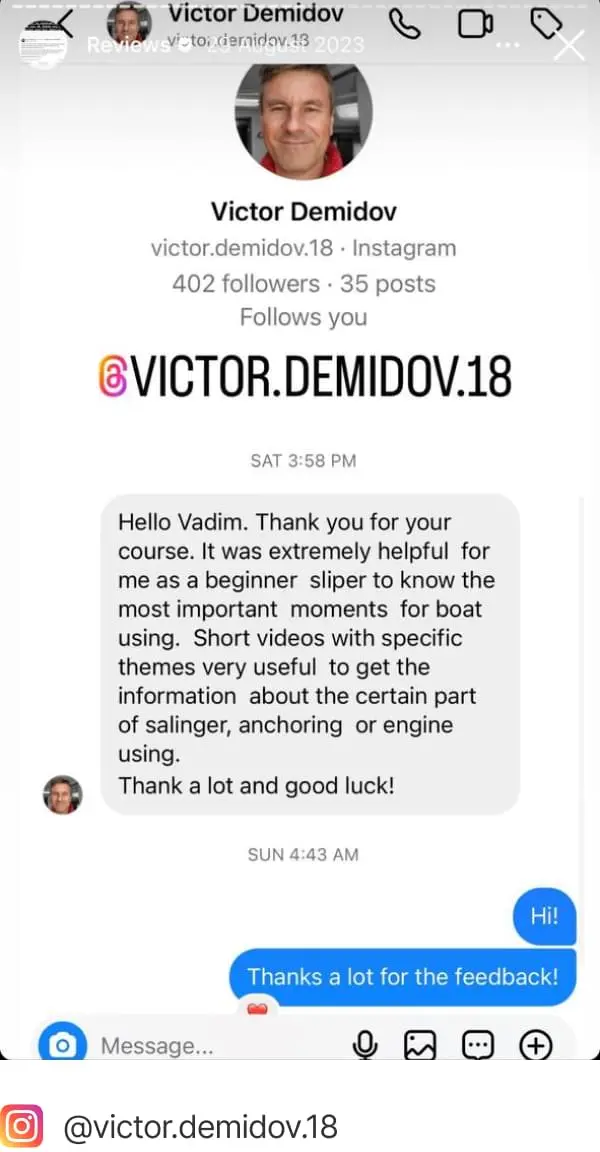 Victor Demidov
victor.demidov.18
Reviews 23 August 2023
Victor Demidov
victor.demidov.18 · Instagram
402 followers · 35 posts
Follows you
@VICTOR.DEMIDOV.18
SAT 3:58 PM
Hello Vadim. Thank you for your
course. It was extremely helpful for
me as a beginner sliper to know the
most important moments for boat
using. Short videos with specific
themes very useful to get the
information about the certain part
of salinger, anchoring or engine
using.
Thank a lot and good luck!
SUN 4:43 AM
Hi!
Thanks a lot for the feedback!
Message...
@victor.demidov.18